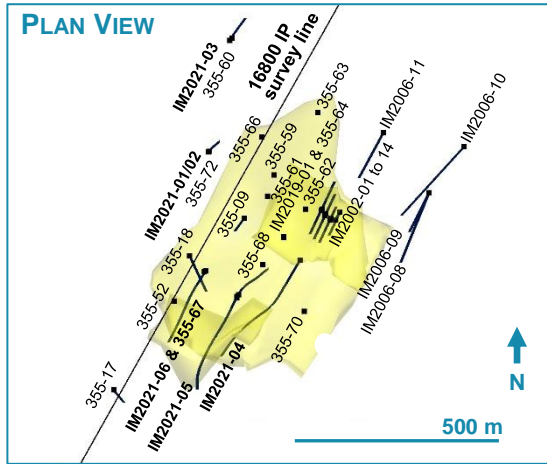 PLAN VIEW
IM2021-03
355-60
16800 IP
survey line
355-63
IM2006-11
IM2006-10
355-66
355-59
355-61
IM2019-01 & 355-64
355-62
IM2002-01 to 14
IM2021-01/02
355-72
355-09
355-18
355-68
IM2006-09
IM2006-08
355-52
IM2021-06 & 355-67
IM2021-05
IM2021-04
355-70
355-17
N
500 m